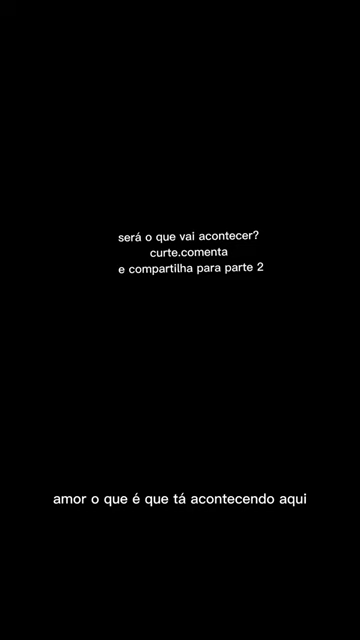 será o que vai acontecer?
curte.comenta
e compartilha para parte 2
amor o que é que tá acontecendo aqui